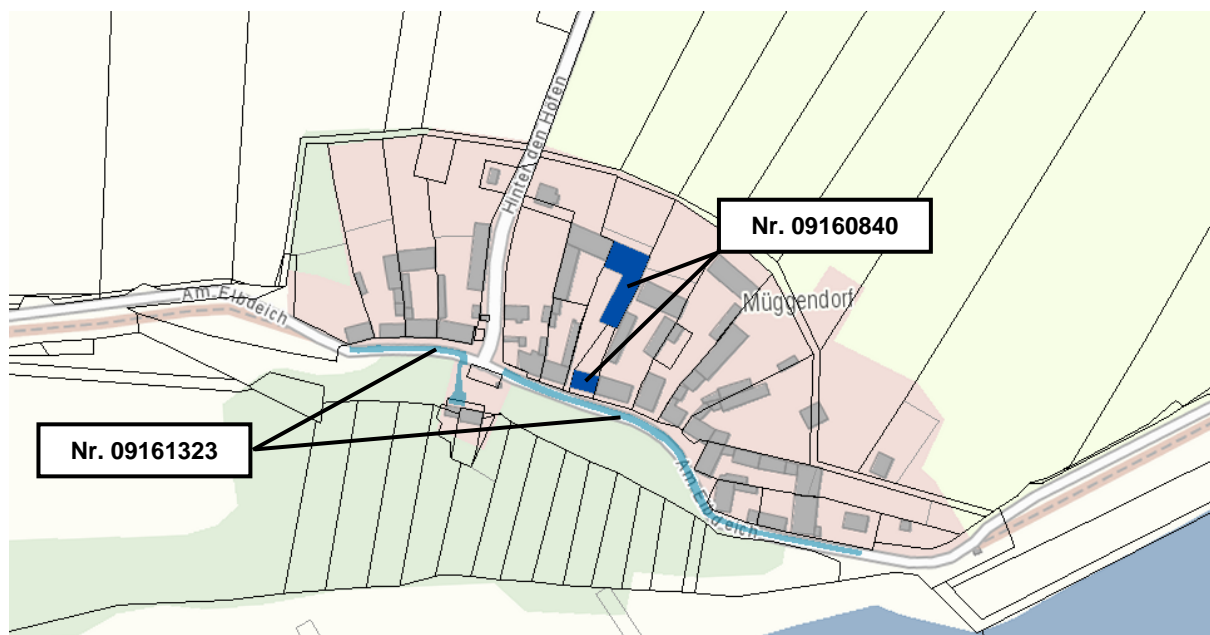 Hinter den Höfen
Nr. 09160840
Müggendorf
Am Elbdeich
Nr. 09161323
Am Elbdeich